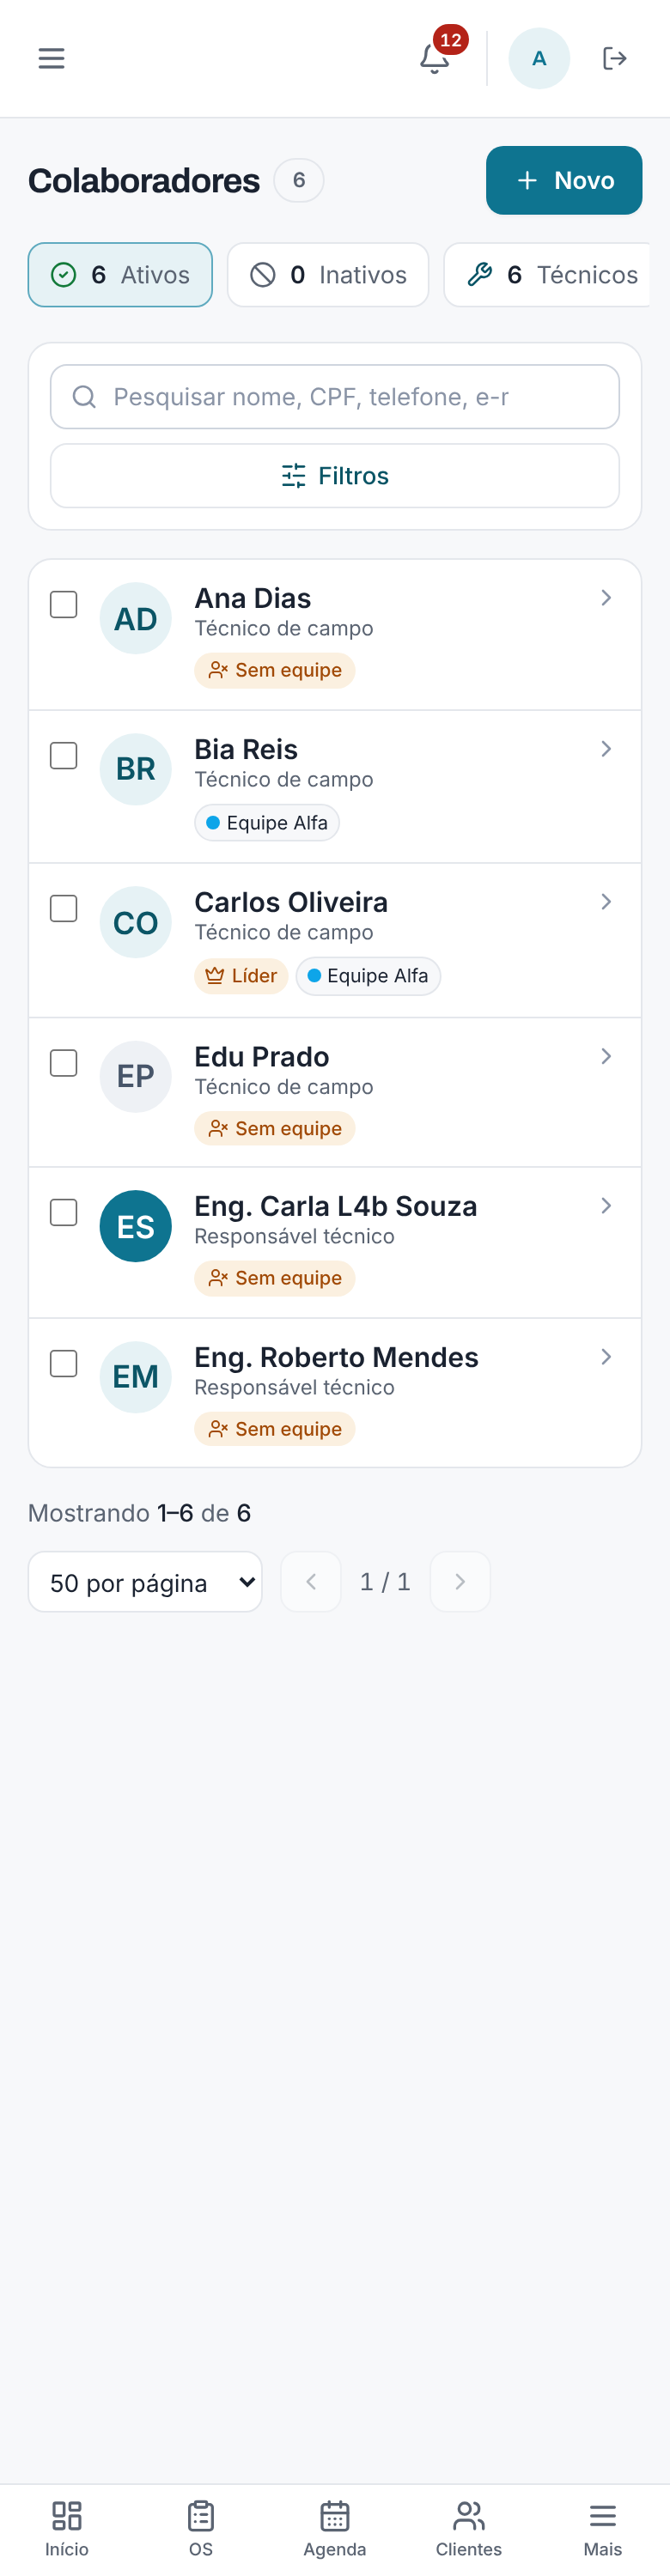 12
A
Colaboradores 6
Novo
6 Ativos
0 Inativos
6 Técnicos
Pesquisar nome, CPF, telefone, e-r
Filtros
AD
Ana Dias
Técnico de campo
Sem equipe
BR
Bia Reis
Técnico de campo
Equipe Alfa
CO
Carlos Oliveira
Técnico de campo
Líder
Equipe Alfa
EP
Edu Prado
Técnico de campo
Sem equipe
ES
Eng. Carla L4b Souza
Responsável técnico
Sem equipe
EM
Eng. Roberto Mendes
Responsável técnico
Sem equipe
Mostrando 1–6 de 6
50 por página
1 / 1
Início
OS
Agenda
Clientes
Mais